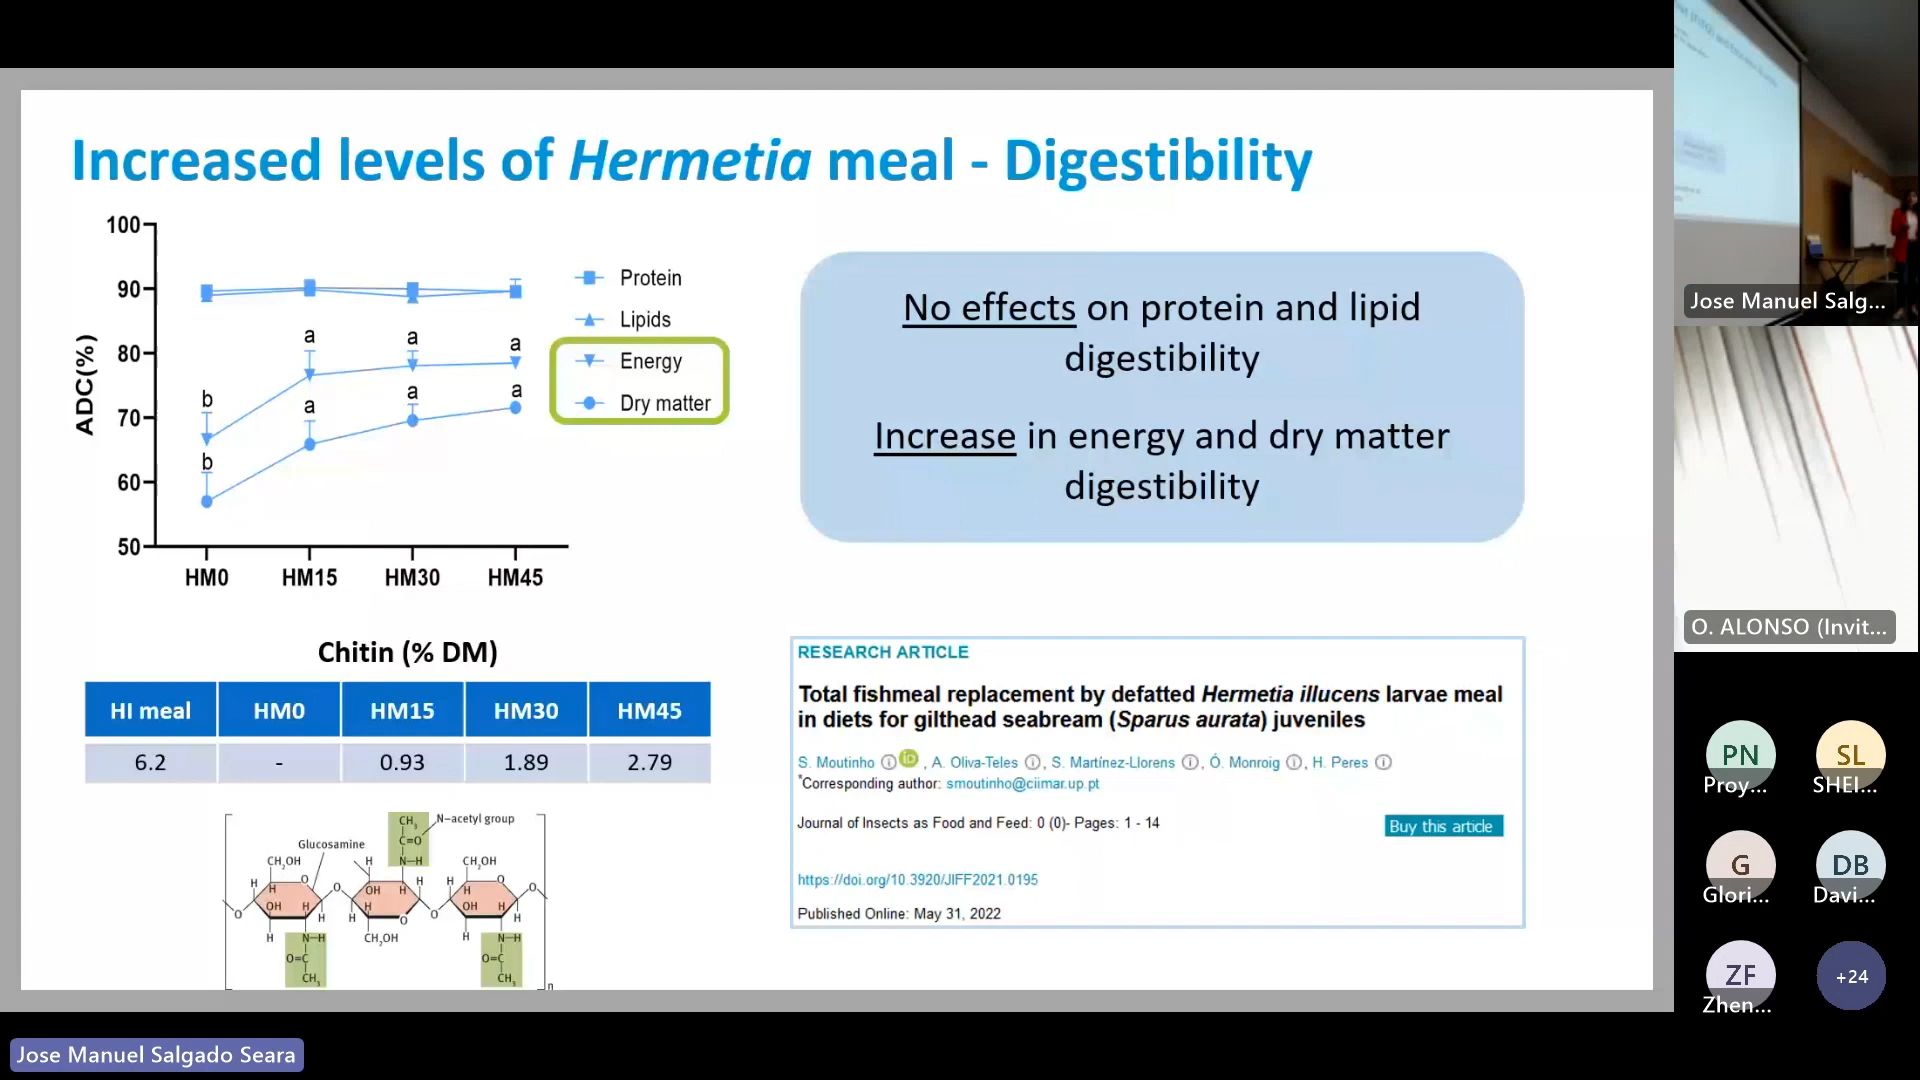 Increased levels of Hermetia meal - Digestibility
100
90
80
70
60
50
ADC(%)
a
a
a
b
a
a
a
b
HM0
HM15
HM30
HM45
Protein
Lipids
Energy
Dry matter
No effects on protein and lipid
digestibility
Increase in energy and dry matter
digestibility
Chitin (% DM)
HI meal HM0 HM15 HM30 HM45
6.2 - 0.93 1.89 2.79
CH3
C=O
N-H
N-acetyl group
Glucosamine
CH2OH
H
CH2OH
H
H
O
OH
H
H
H
H
O
O
H
OH
H
H
O
H
H
H
O
O
OH
H
H
O
H
H
CH2OH
H
N-H
O=C
CH3
N-H
O=C
CH3
n
RESEARCH ARTICLE
Total fishmeal replacement by defatted Hermetia illucens larvae meal
in diets for gilthead seabream (Sparus aurata) juveniles
S. Moutinho iD, A. Oliva-Teles, S. Martínez-Llorens, Ó. Monroig, H. Peres
*Corresponding author: smoutinho@ciimar.up.pt
Journal of Insects as Food and Feed: 0 (0)- Pages: 1 - 14
Buy this article
https://doi.org/10.3920/JIFF2021.0195
Published Online: May 31, 2022
Jose Manuel Salg...
O. ALONSO (Invit...
PN
Proy...
SL
SHEI...
G
Glori...
DB
Davi...
ZF
Zhen...
+24
Jose Manuel Salgado Seara